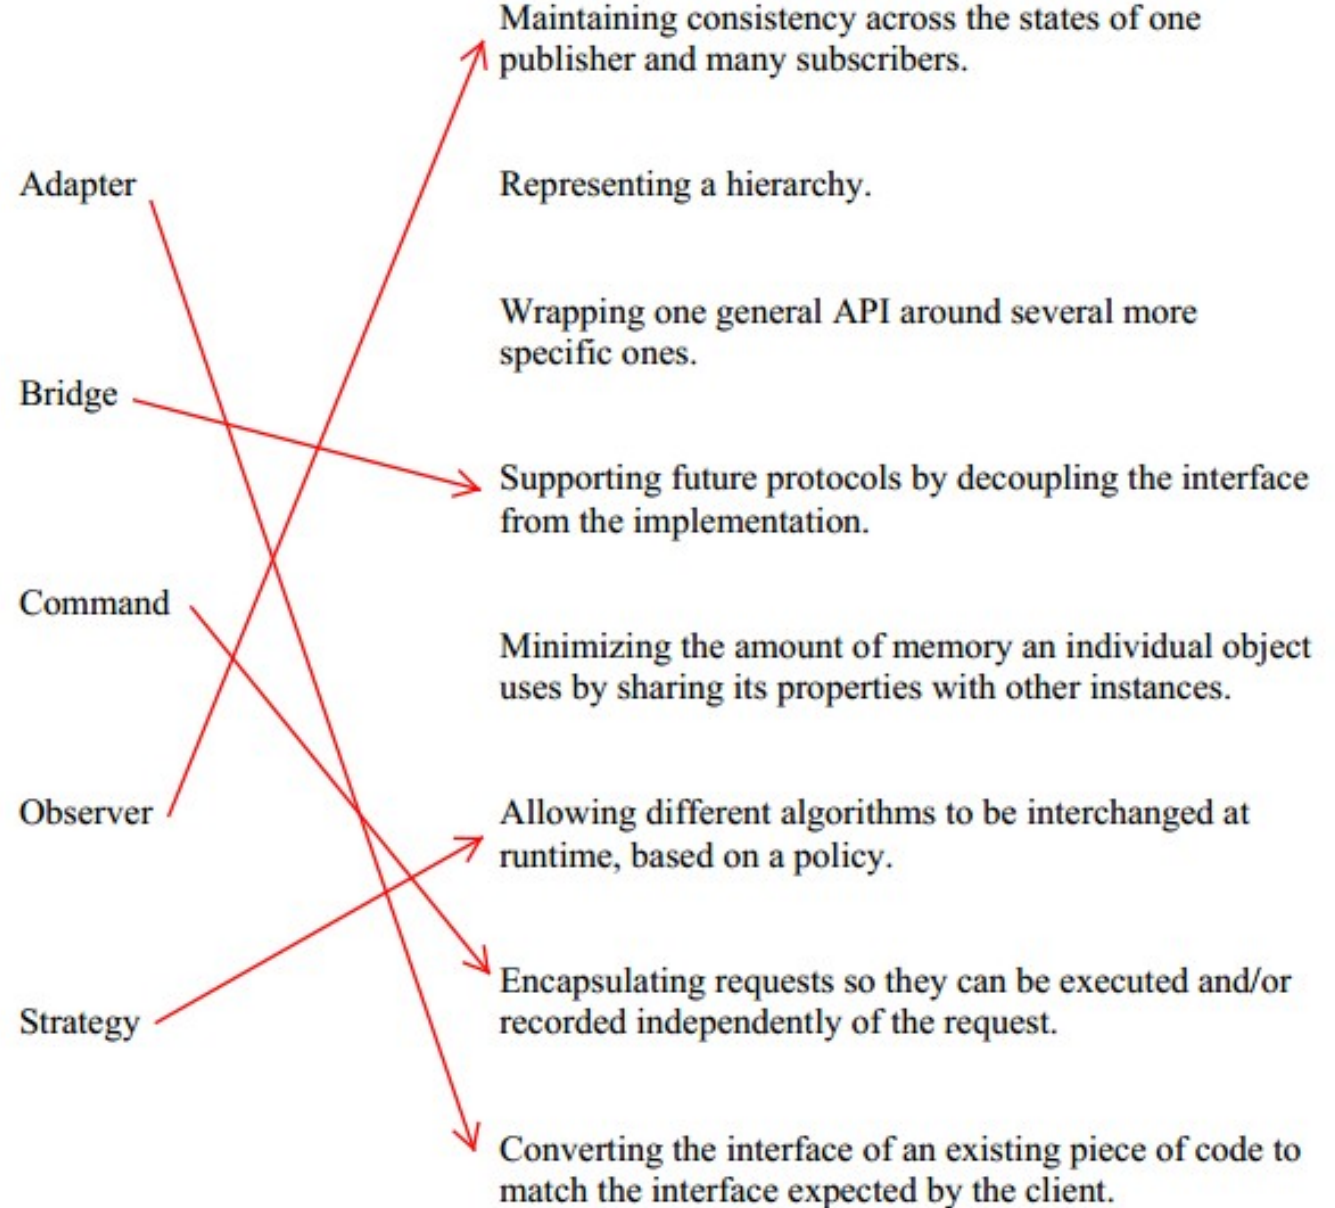 Maintaining consistency across the states of one
publisher and many subscribers.
Adapter
Representing a hierarchy.
Wrapping one general API around several more
specific ones.
Bridge
Supporting future protocols by decoupling the interface
from the implementation.
Command
Minimizing the amount of memory an individual object
uses by sharing its properties with other instances.
Observer
Allowing different algorithms to be interchanged at
runtime, based on a policy.
Encapsulating requests so they can be executed and/or
Strategy
recorded independently of the request.
Converting the interface of an existing piece of code to
match the interface expected by the client.